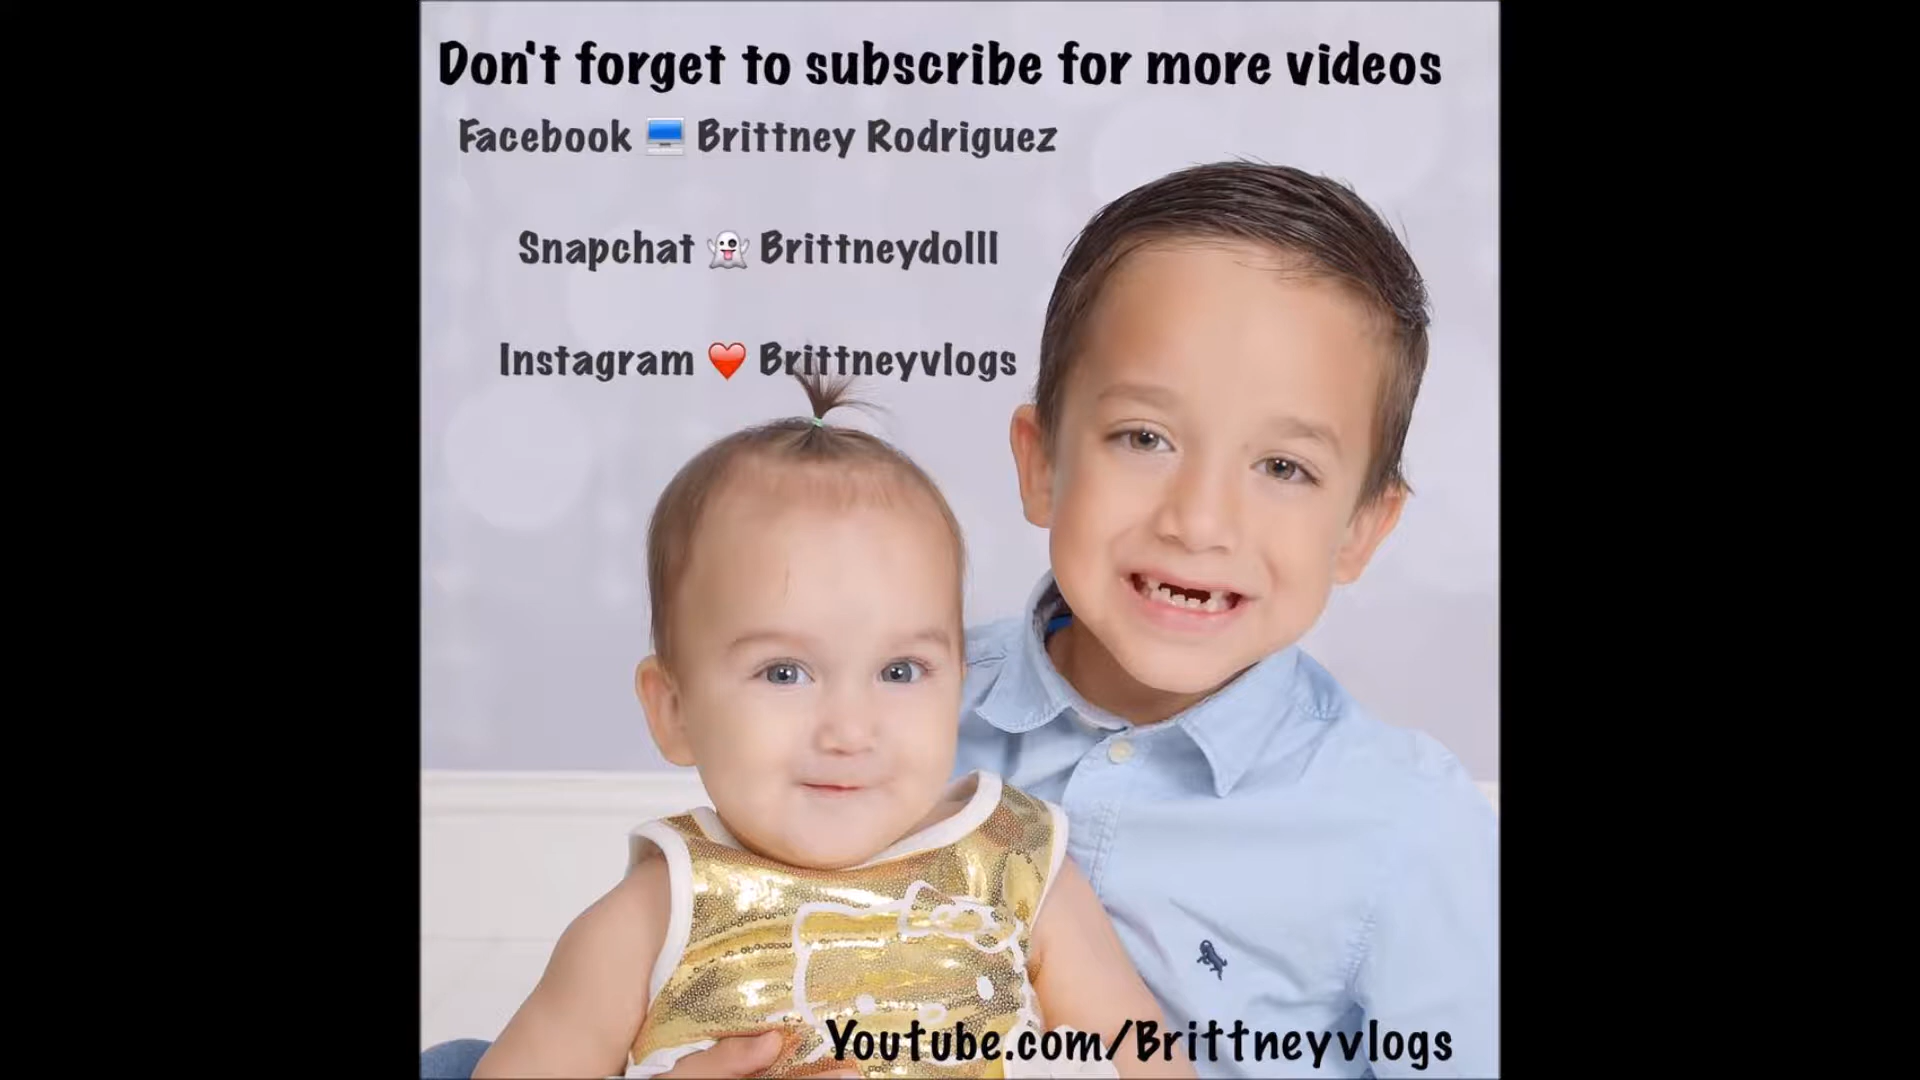 Don't forget to subscribe for more videos
Facebook 💻 Brittney Rodriguez
Snapchat 👻 Brittneydolll
Instagram ❤️ Brittneyvlogs
Youtube.com/Brittneyvlogs